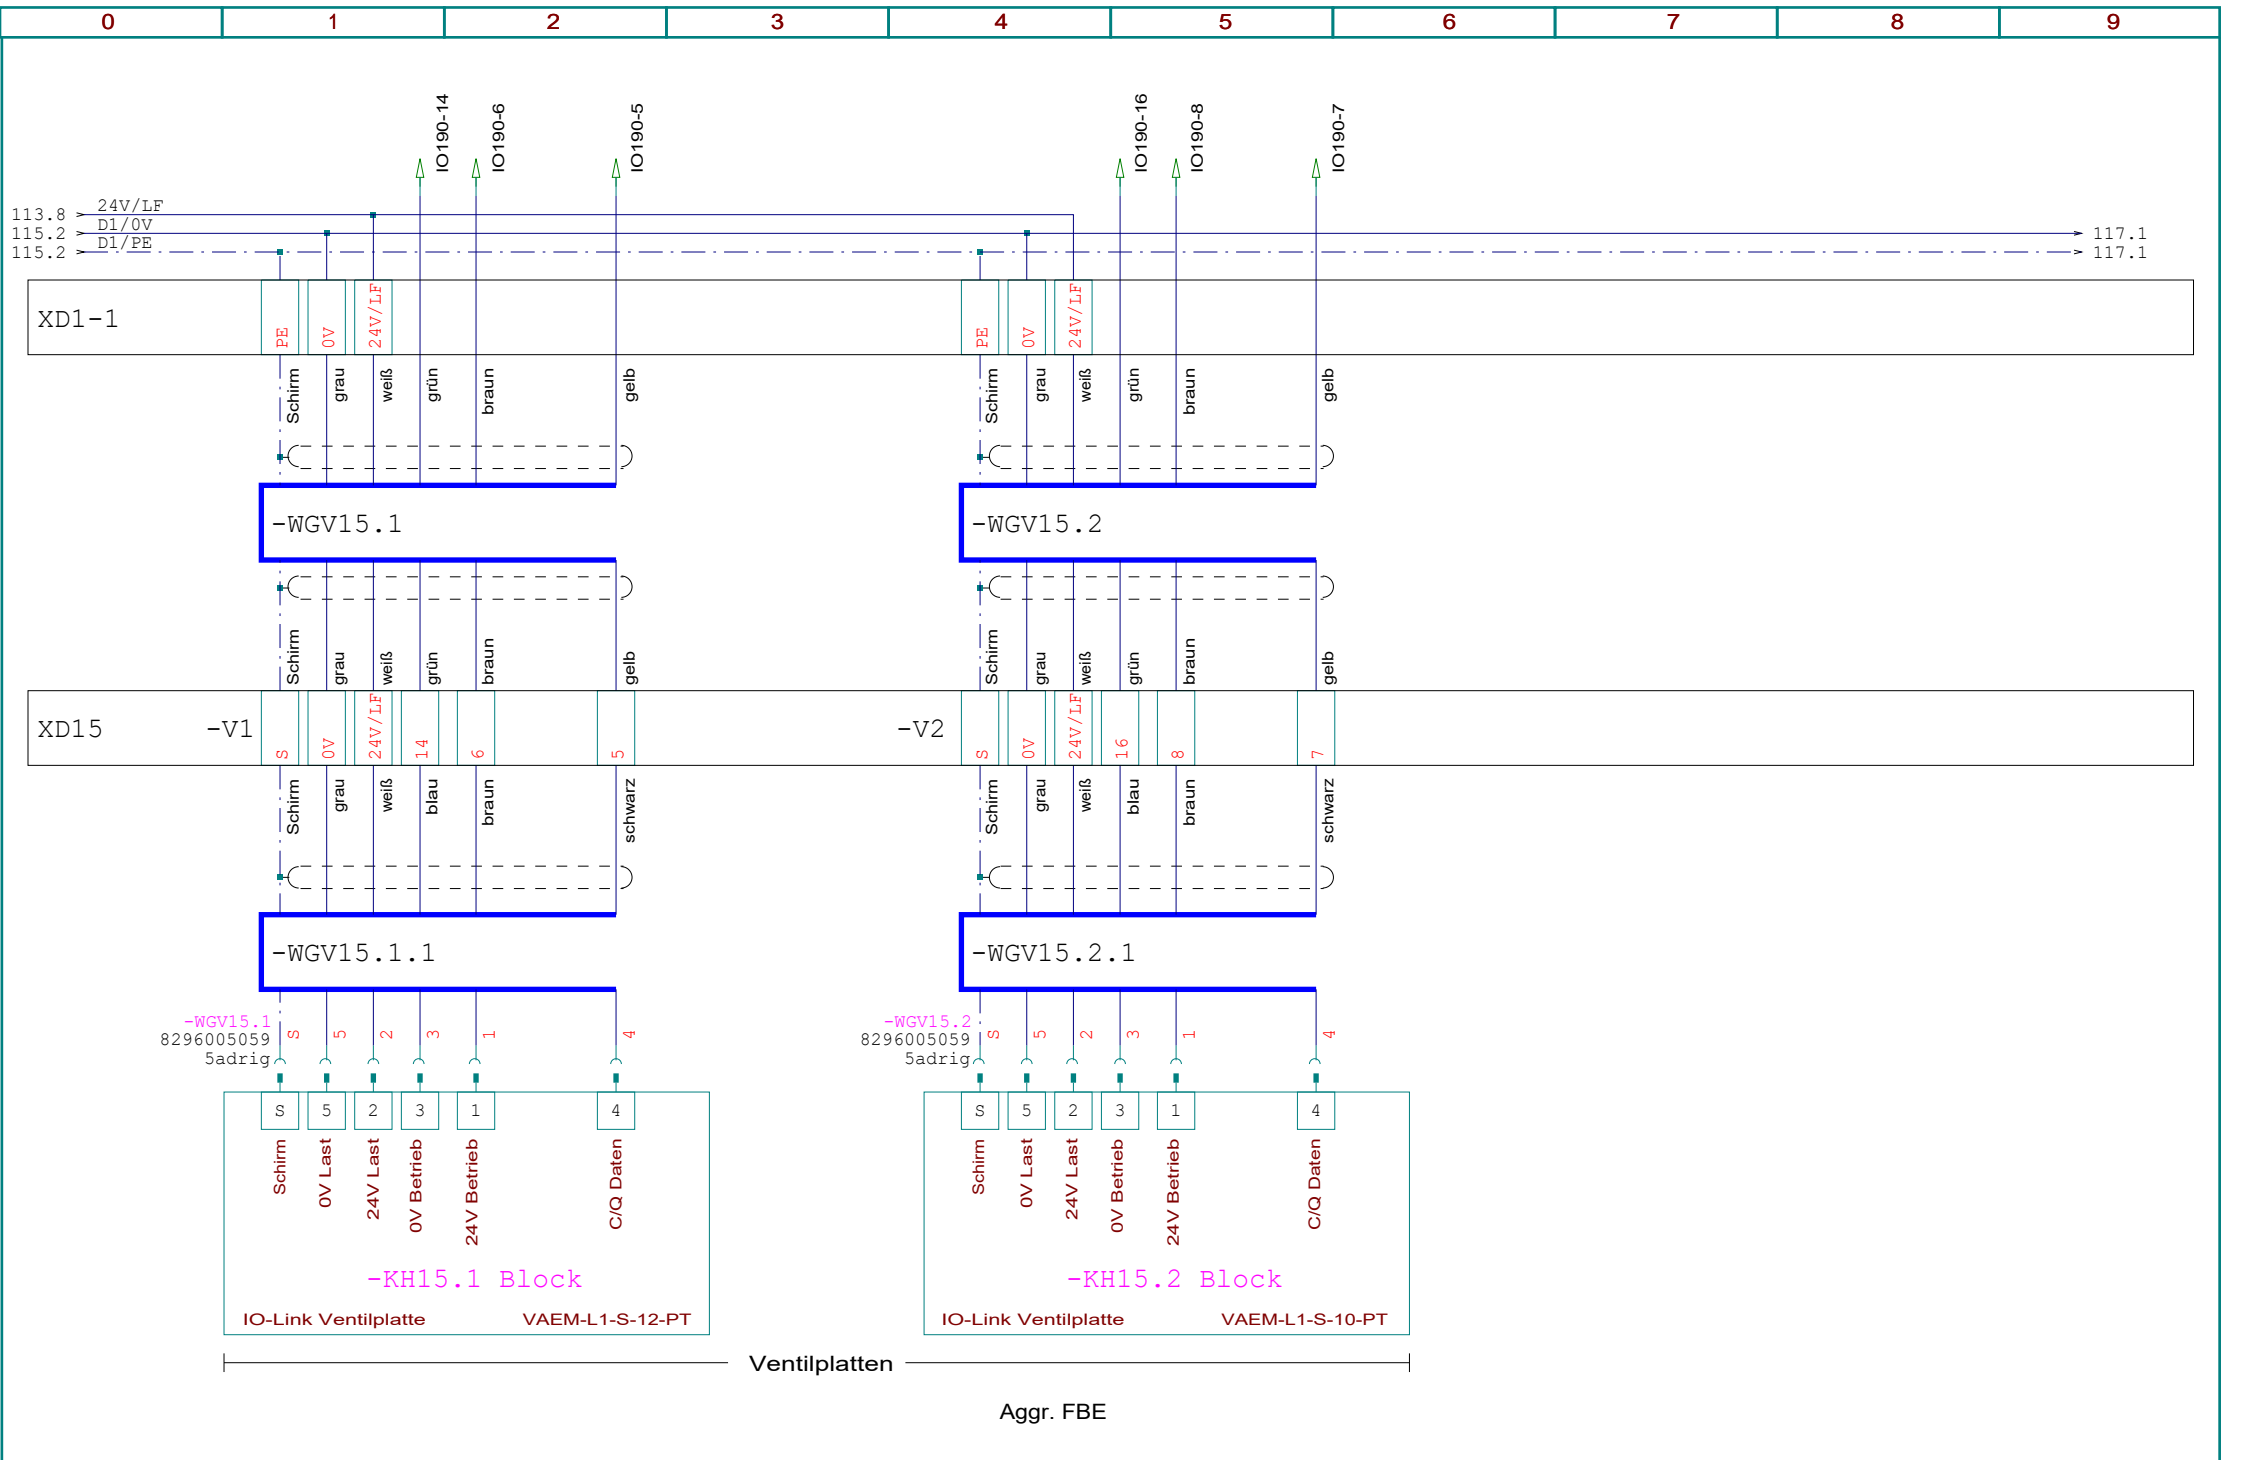 0 1 2 3 4 5 6 7 8 9
IO190-14 IO190-6 IO190-5 IO190-16 IO190-8 IO190-7
113.8 24V/LF
115.2 D1/0V 117.1
115.2 D1/PE 117.1
XD1-1 PE 0V 24V/LF PE 0V 24V/LF
Schirm grau weiß grün braun gelb Schirm grau weiß grün braun gelb
-WGV15.1 -WGV15.2
Schirm grau weiß grün braun gelb Schirm grau weiß grün braun gelb
XD15 -V1 S 0V 24V/LF 14 6 5 -V2 S 0V 24V/LF 16 8 7
Schirm grau weiß blau braun schwarz Schirm grau weiß blau braun schwarz
-WGV15.1.1 -WGV15.2.1
-WGV15.1 -WGV15.2
8296005059 S 5 2 3 1 4 8296005059 S 5 2 3 1 4
5adrig 5adrig
S 5 2 3 1 4 S 5 2 3 1 4
Schirm 0V Last 24V Last 0V Betrieb 24V Betrieb C/Q Daten Schirm 0V Last 24V Last 0V Betrieb 24V Betrieb C/Q Daten
-KH15.1 Block -KH15.2 Block
IO-Link Ventilplatte VAEM-L1-S-12-PT IO-Link Ventilplatte VAEM-L1-S-10-PT
Ventilplatten
Aggr. FBE